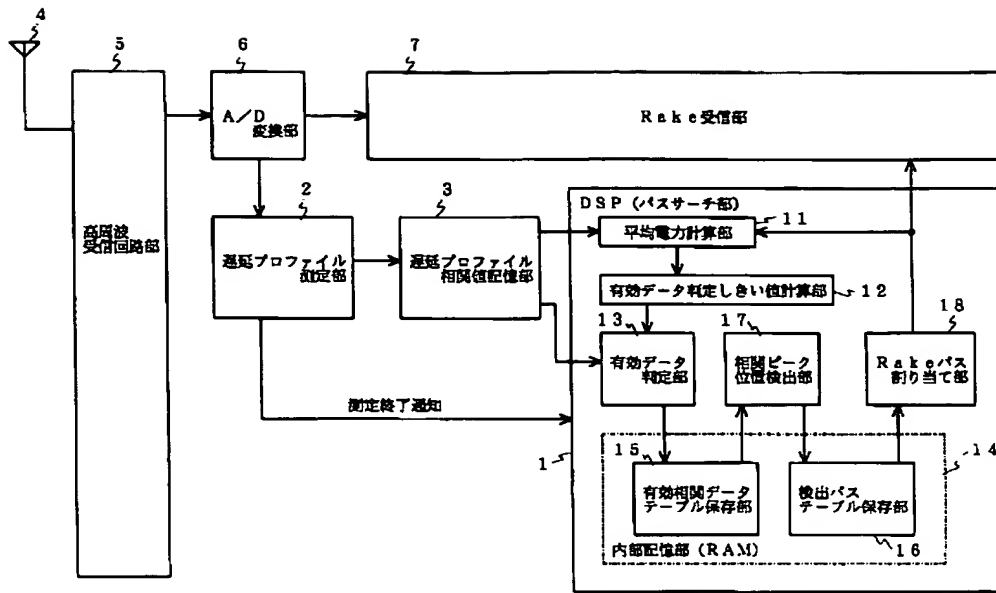 4
5
6
7
A／D
変換部
Ｒａｋｅ受信部
高周波
受信回路部
2
3
遅延プロファイル
測定部
遅延プロファイル
相関値記憶部
ＤＳＰ（パスサーチ部）
11
平均電力計算部
有効データ判定しきい値計算部
12
13
17
18
有効データ
判定部
相関ピーク
位置検出部
Ｒａｋｅパス
割り当て部
測定終了通知
1
15
14
有効相関データ
テーブル保存部
検出パス
テーブル保存部
内部記憶部（ＲＡＭ）
16